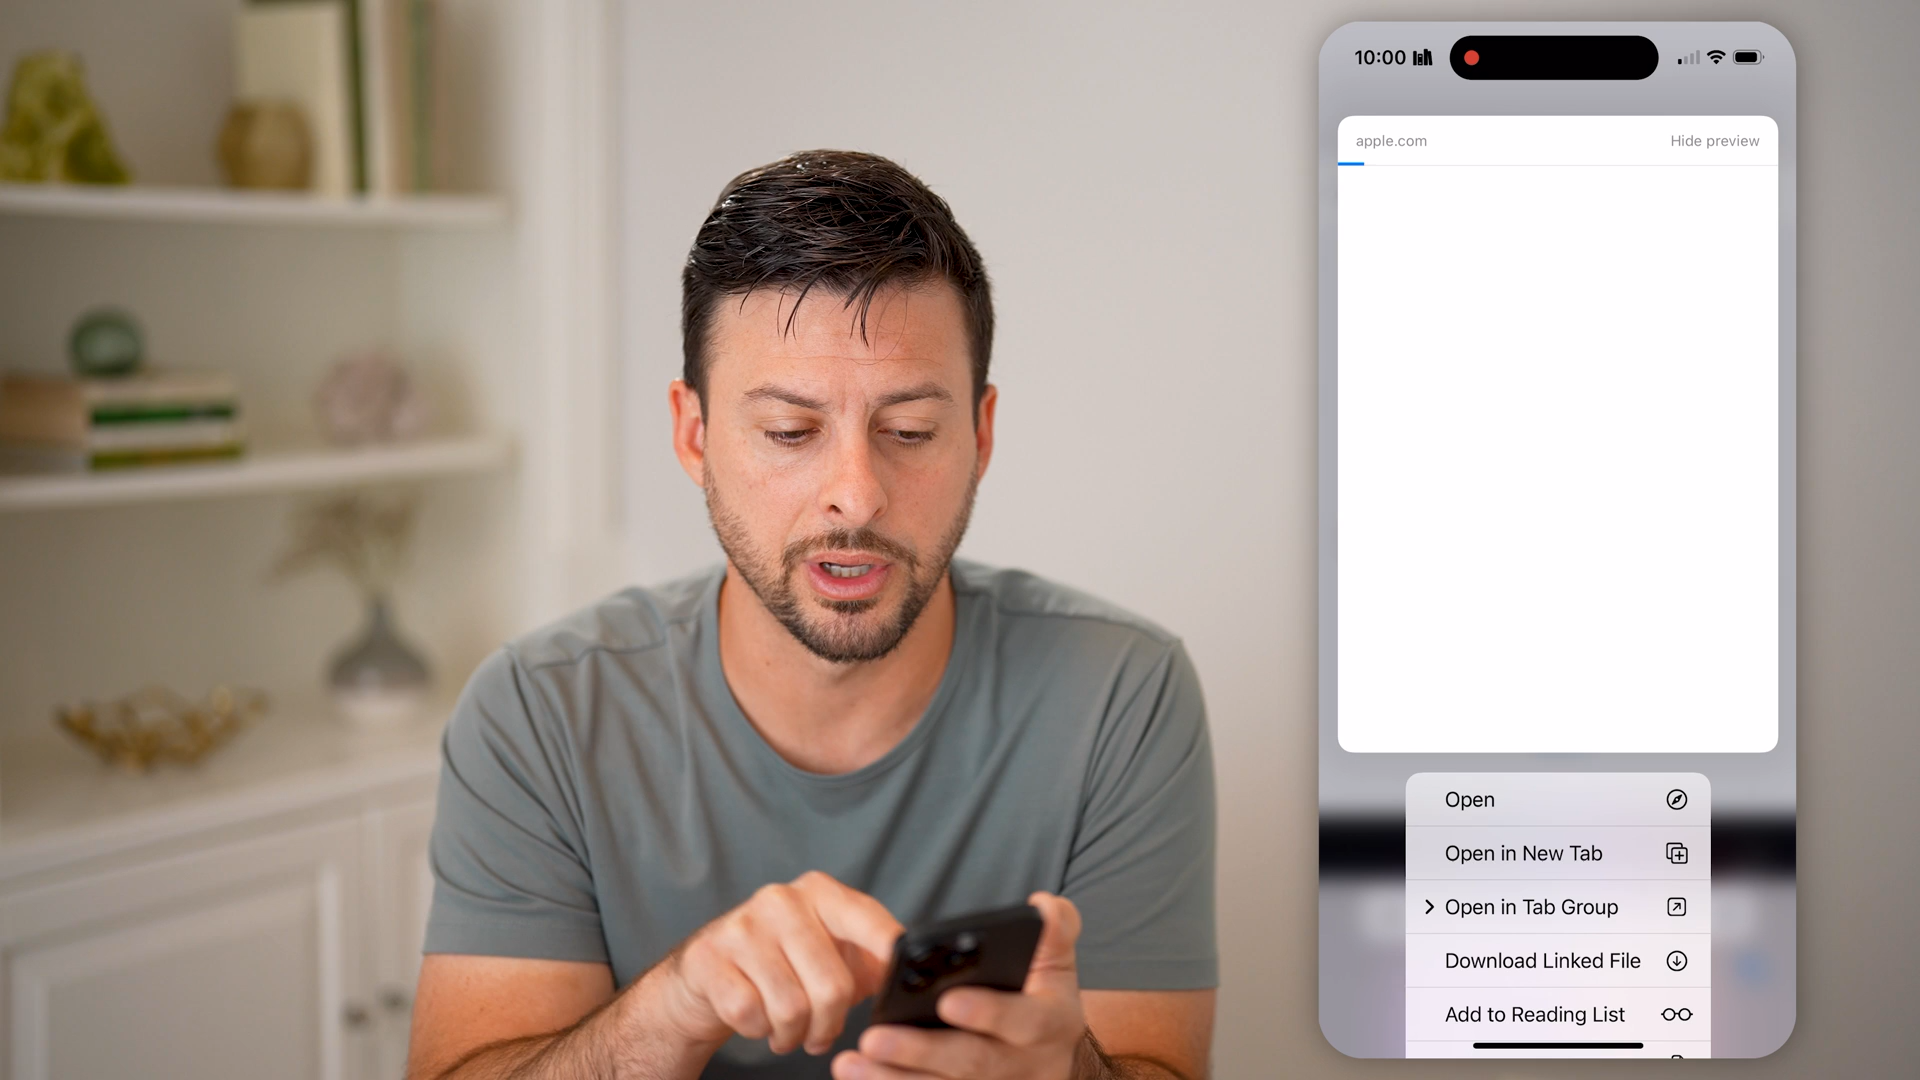 10:00
apple.com
Hide preview
Open
Open in New Tab
Open in Tab Group
Download Linked File
Add to Reading List